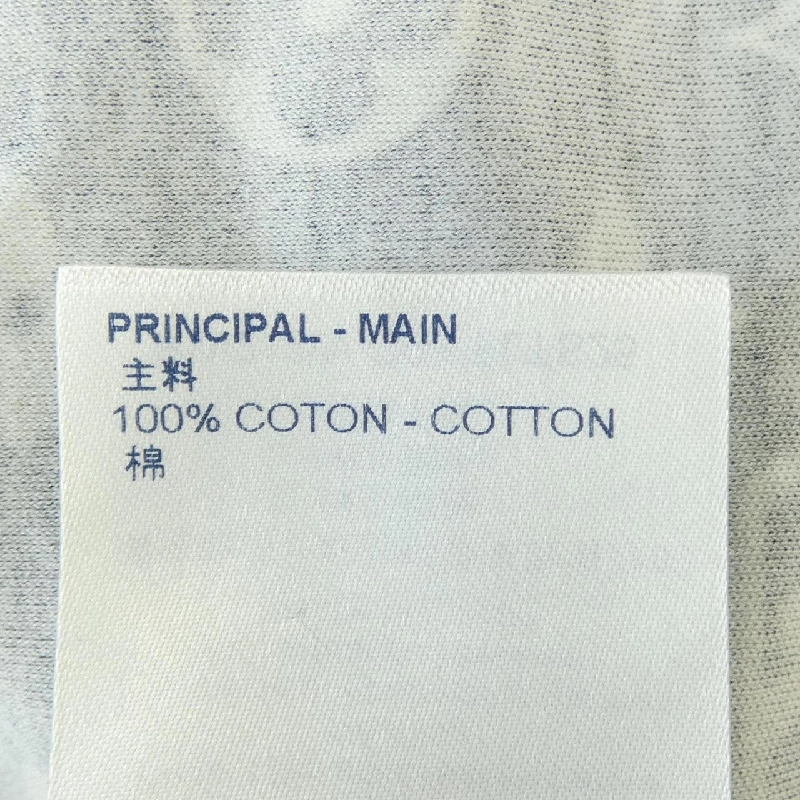 PRINCIPAL - MAIN
主料
100% COTON - COTTON
棉